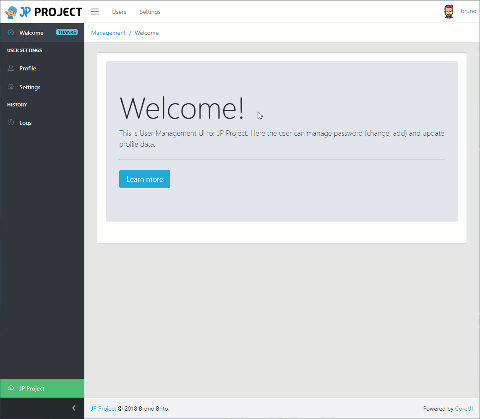 JP PROJECT
Users Settings
bruno
Welcome
Management / Welcome
USER SETTINGS
Profile
Settings
HISTORY
Logs
Welcome!
This is User Management UI for JP Project. Here the user can manage password (change, add) and update
profile data.
Learn more
JP Project
JP Project © 2018 Bruno Brito.
Powered by CoreUI